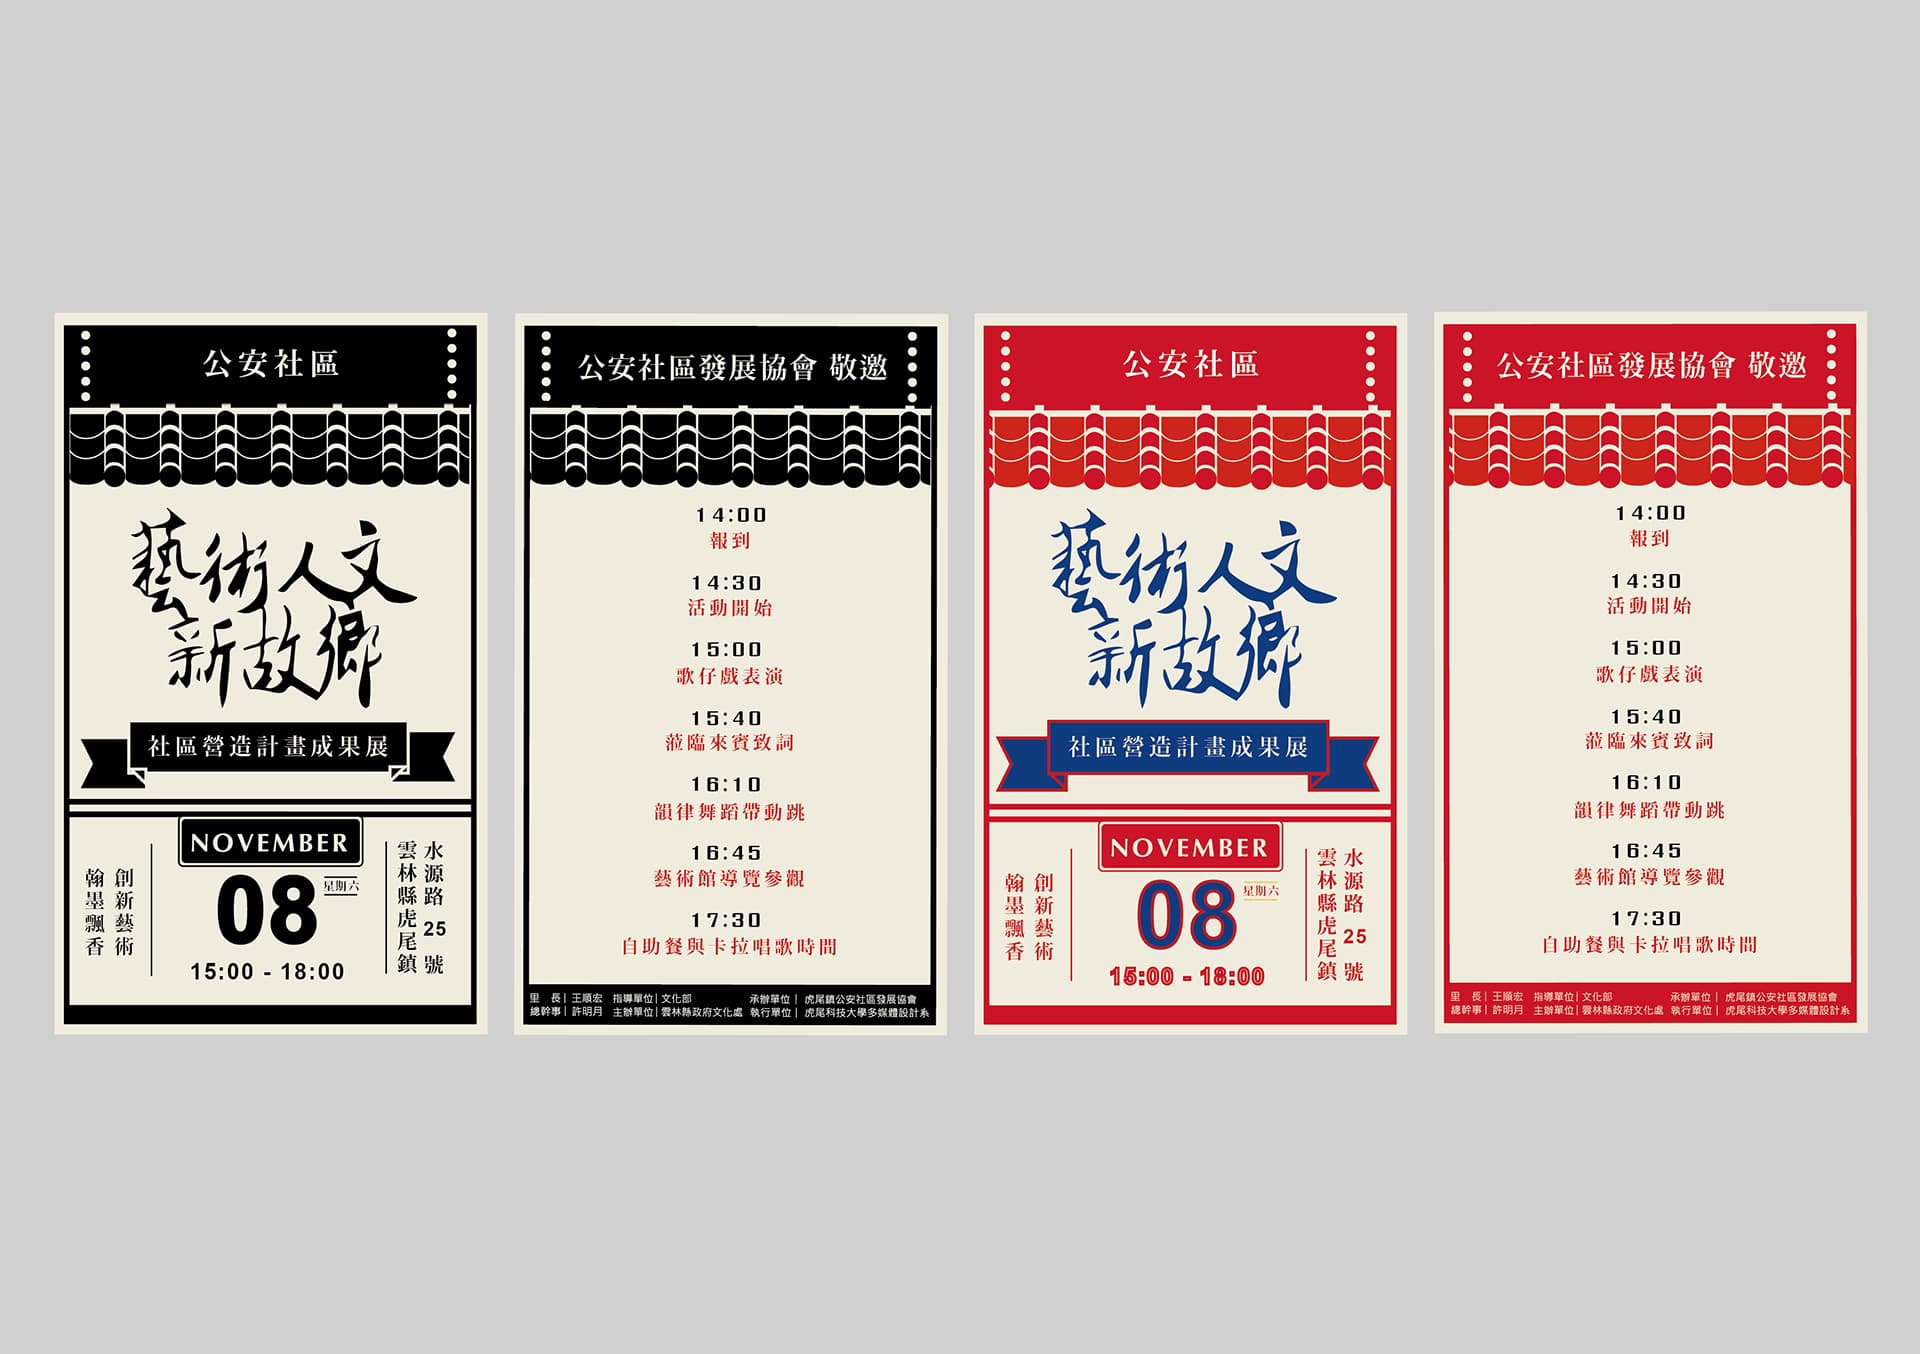 公安社區
藝術人文
新故鄉
社區營造計畫成果展
NOVEMBER
08
星期六
15:00 - 18:00
創新藝術
翰墨飄香
水源路25號
雲林縣虎尾鎮
公安社區發展協會 敬邀
14:00
報到
14:30
活動開始
15:00
歌仔戲表演
15:40
蒞臨來賓致詞
16:10
韻律舞蹈帶動跳
16:45
藝術館導覽參觀
17:30
自助餐與卡拉唱歌時間
里 長| 王順宏 指導單位| 文化部 承辦單位| 虎尾鎮公安社區發展協會
總幹事| 許明月 主辦單位| 雲林縣政府文化處 執行單位| 虎尾科技大學多媒體設計系
公安社區
藝術人文
新故鄉
社區營造計畫成果展
NOVEMBER
08
星期六
15:00 - 18:00
創新藝術
翰墨飄香
水源路25號
雲林縣虎尾鎮
公安社區發展協會 敬邀
14:00
報到
14:30
活動開始
15:00
歌仔戲表演
15:40
蒞臨來賓致詞
16:10
韻律舞蹈帶動跳
16:45
藝術館導覽參觀
17:30
自助餐與卡拉唱歌時間
里 長| 王順宏 指導單位| 文化部 承辦單位| 虎尾鎮公安社區發展協會
總幹事| 許明月 主辦單位| 雲林縣政府文化處 執行單位| 虎尾科技大學多媒體設計系